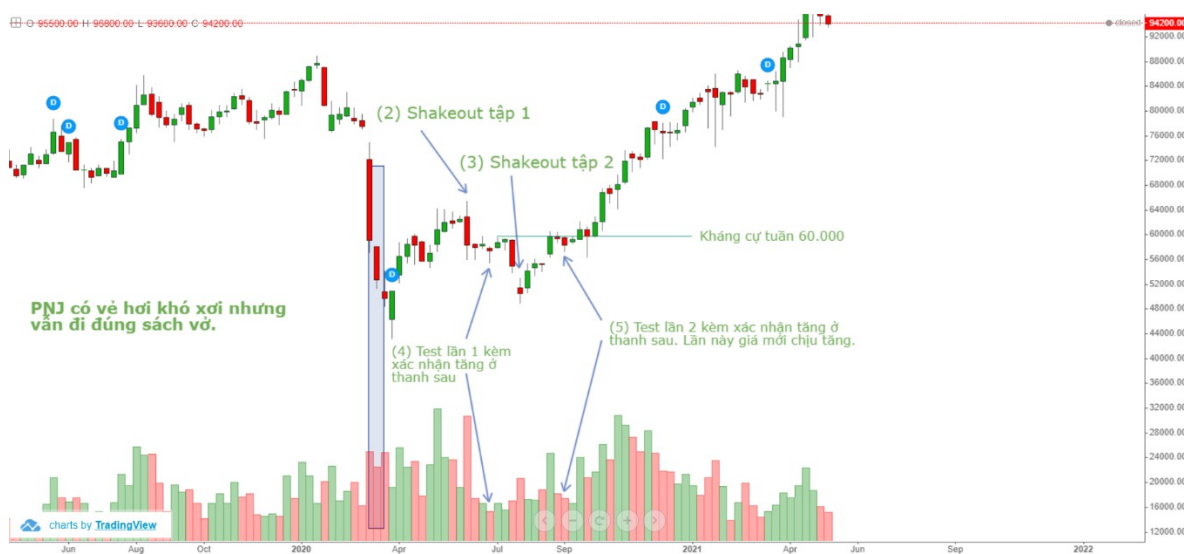 O 95500.00 H 96800.00 L 93600.00 C 94200.00
closed
94200.00
92000.00
88000.00
84000.00
80000.00
76000.00
72000.00
68000.00
64000.00
60000.00
56000.00
52000.00
48000.00
44000.00
40000.00
36000.00
32000.00
28000.00
24000.00
20000.00
16000.00
12000.00
D
D
D
D
D
D
(2) Shakeout tập 1
(3) Shakeout tập 2
Kháng cự tuần 60.000
PNJ có vẻ hơi khó xơi nhưng
vẫn đi đúng sách vở.
(4) Test lần 1 kèm
xác nhận tăng ở
thanh sau
(5) Test lần 2 kèm xác nhận tăng ở
thanh sau. Lần này giá mới chịu tăng.
charts by TradingView
Jun Aug Oct 2020 Apr Jul Sep 2021 Apr Jun Sep 2022